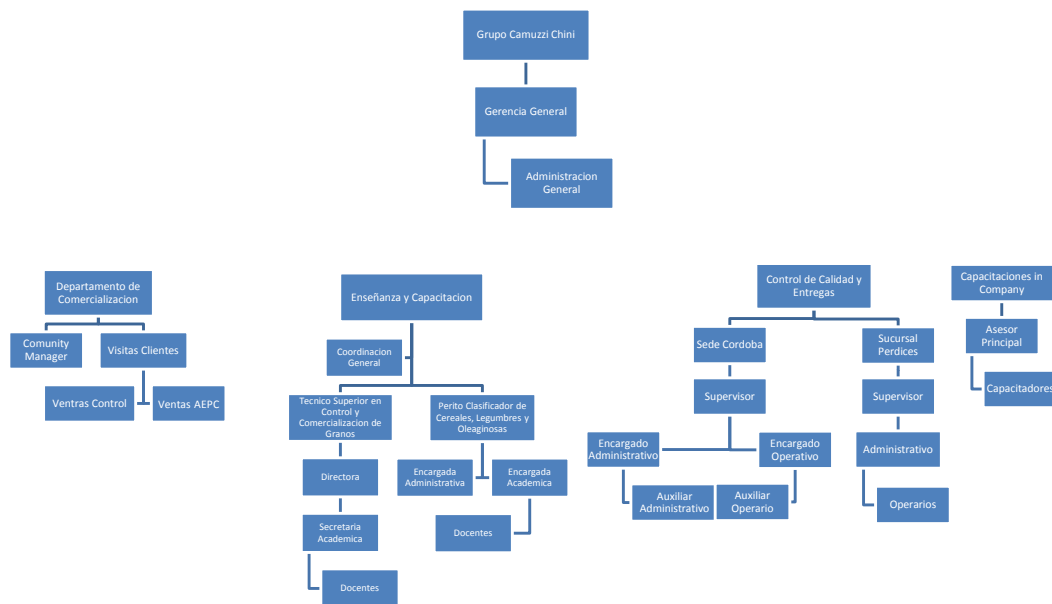 Grupo Camuzzi Chini
Gerencia General
Administracion
General
Departamento de
Comercializacion
Comunity
Manager
Visitas Clientes
Ventras Control
Ventas AEPC
Enseñanza y Capacitacion
Coordinacion
General
Tecnico Superior en
Control y
Comercializacion de
Granos
Directora
Secretaria
Academica
Docentes
Perito Clasificador de
Cereales, Legumbres y
Oleaginosas
Encargada
Administrativa
Encargada
Academica
Docentes
Control de Calidad y
Entregas
Sede Cordoba
Supervisor
Encargado
Administrativo
Auxiliar
Administrativo
Encargado
Operativo
Auxiliar
Operario
Sucursal
Perdices
Supervisor
Administrativo
Operarios
Capacitaciones in
Company
Asesor
Principal
Capacitadores